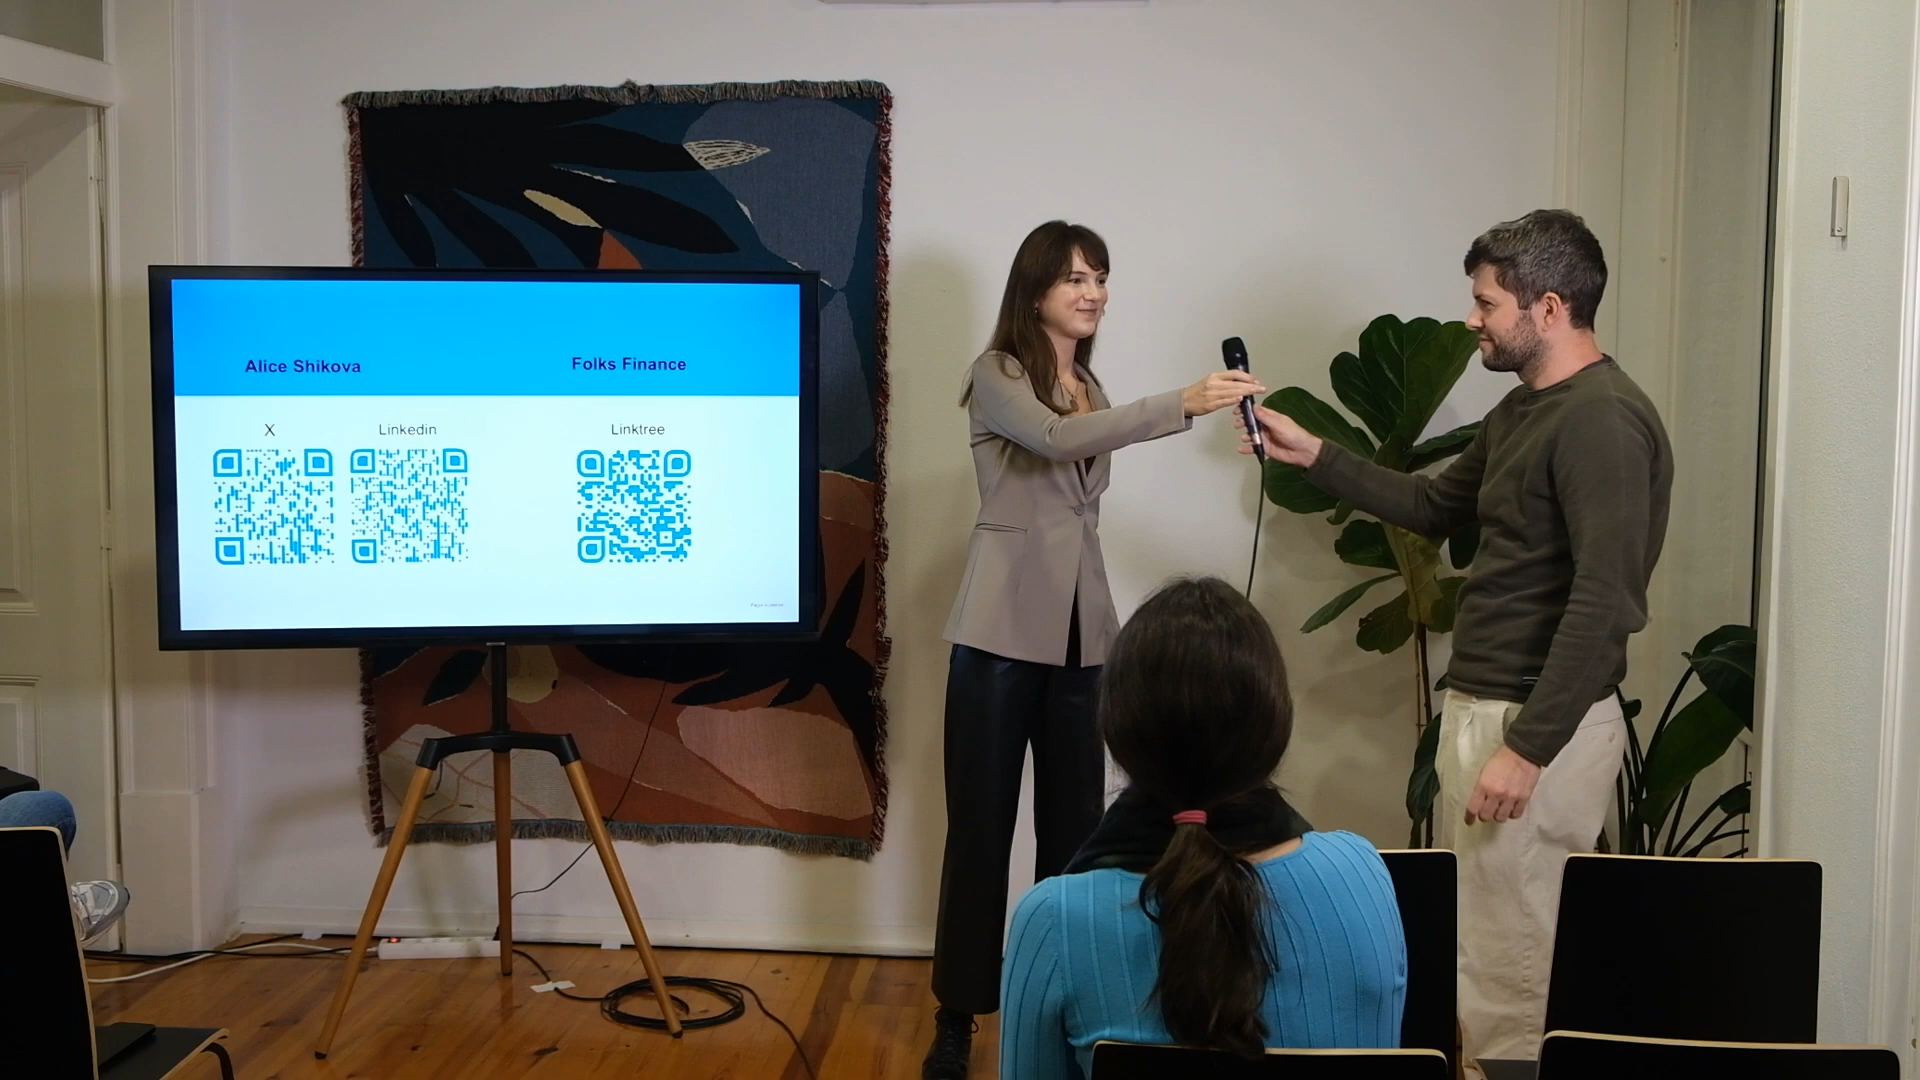 Alice Shikova
Folks Finance
X
Linkedin
Linktree